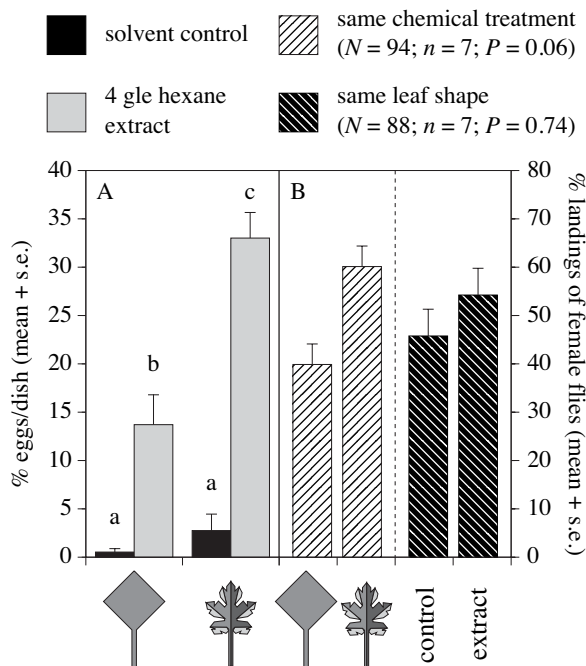 solvent control
same chemical treatment
(N = 94; n = 7; P = 0.06)
4 gle hexane
extract
same leaf shape
(N = 88; n = 7; P = 0.74)
% eggs/dish (mean + s.e.)
40
35
30
25
20
15
10
5
0
A
a
b
a
c
B
80
70
60
50
40
30
20
10
0
% landings of female flies (mean + s.e.)
control
extract